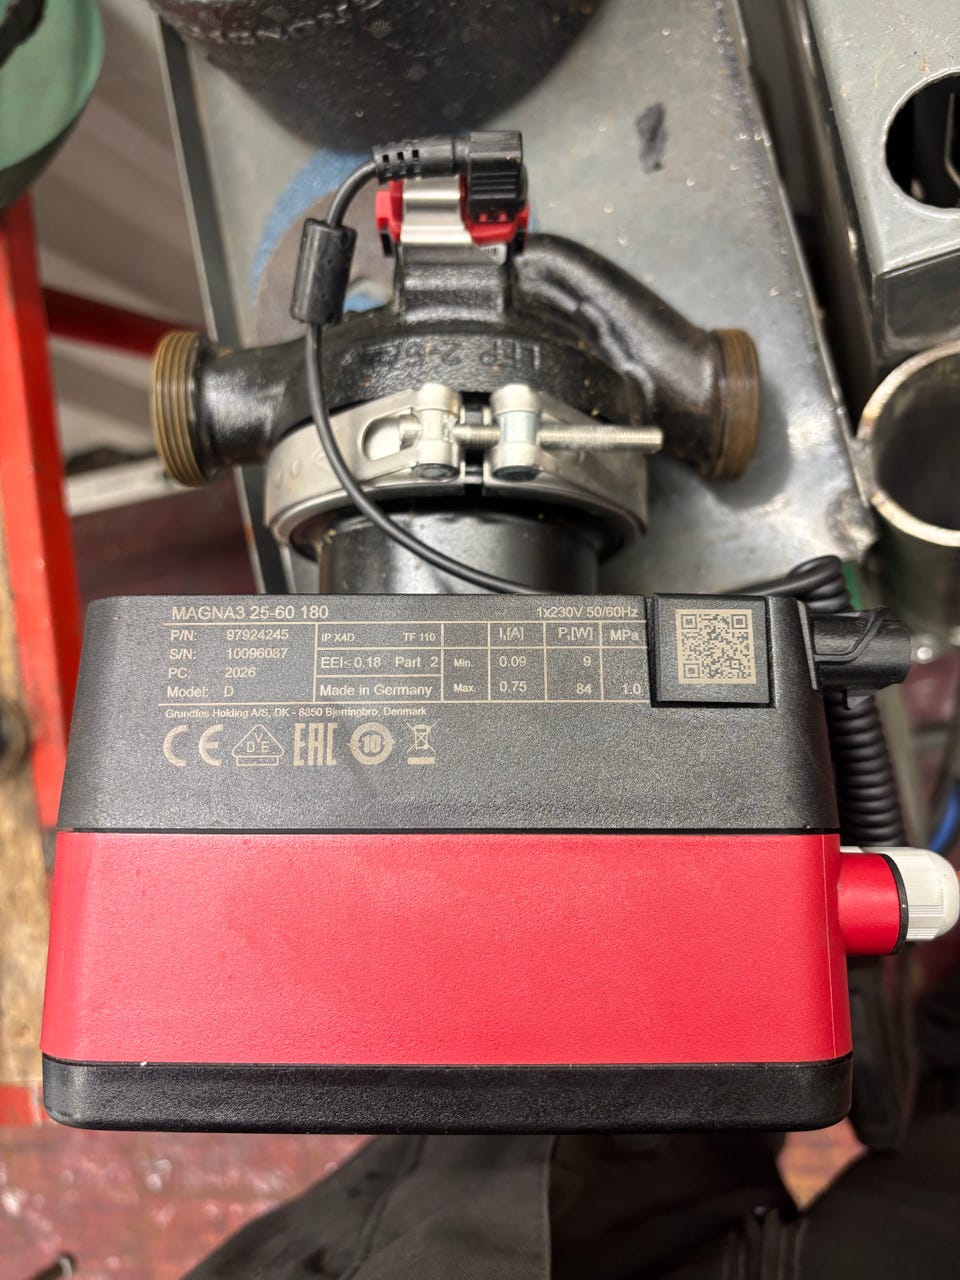 MAGNA3 25-60 180
1x230V 50/60Hz
P/N: 97924245
S/N: 10096087
PC: 2026
Model: D
IP X4D TF 110
EEI≤ 0.18 Part 2
Made in Germany
I₁[A] P₁[W] MPa
Min. 0.09 9
Max. 0.75 84 1.0
Grundfos Holding A/S, DK - 8850 Bjerringbro, Denmark
CE
VDE
EAC
10